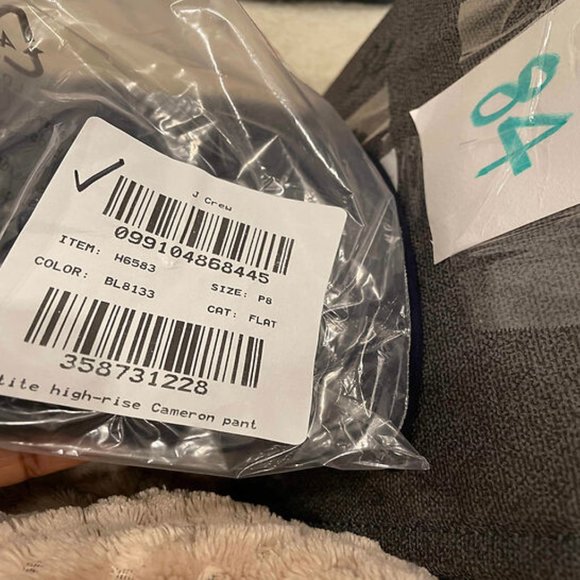 J Crew
099104868445
ITEM: H6583
SIZE: P8
COLOR: BL8133
CAT: FLAT
358731228
tite high-rise Cameron pant
84